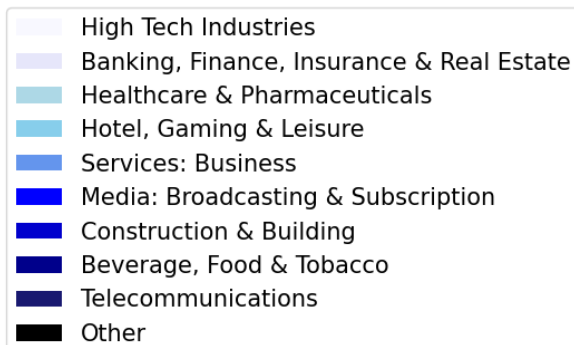 High Tech Industries
Banking, Finance, Insurance & Real Estate
Healthcare & Pharmaceuticals
Hotel, Gaming & Leisure
Services: Business
Media: Broadcasting & Subscription
Construction & Building
Beverage, Food & Tobacco
Telecommunications
Other